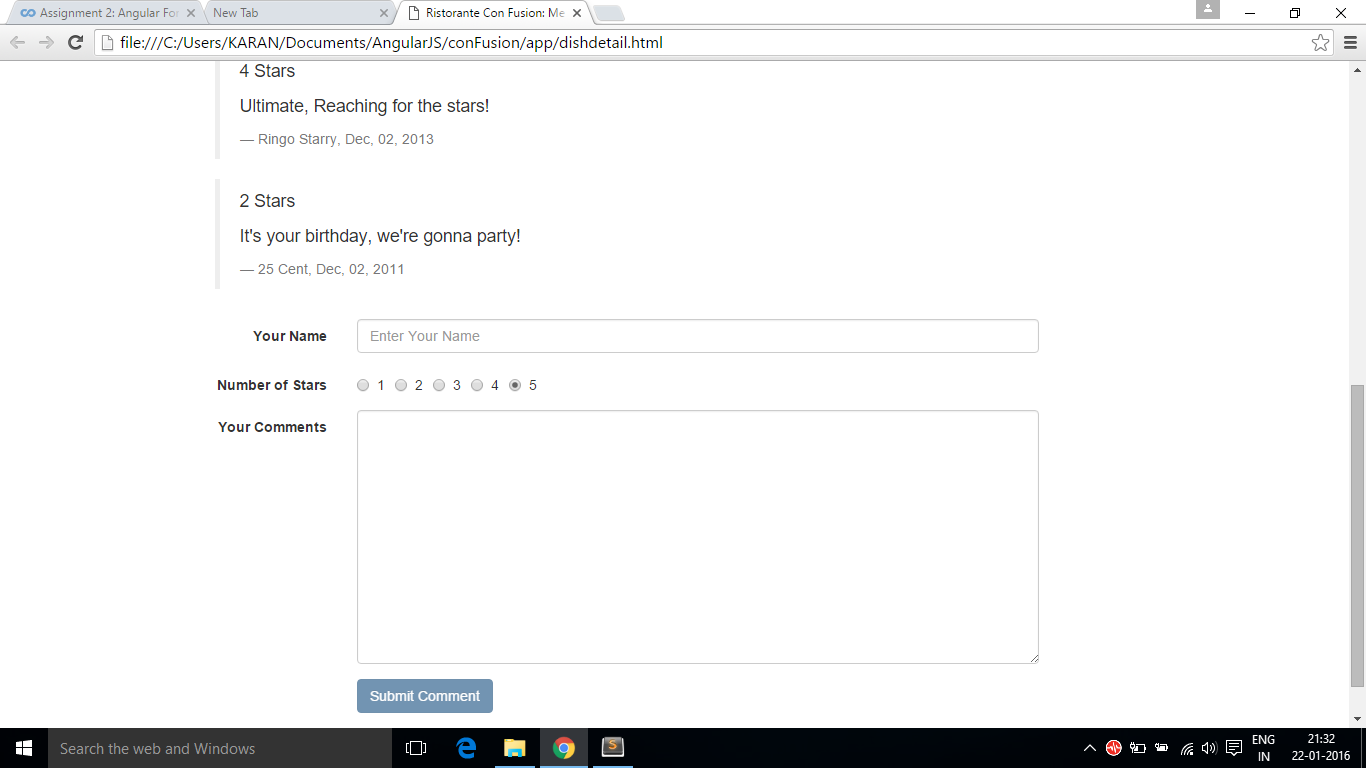 Assignment 2: Angular For
New Tab
Ristorante Con Fusion: Me
file:///C:/Users/KARAN/Documents/AngularJS/conFusion/app/dishdetail.html
4 Stars
Ultimate, Reaching for the stars!
— Ringo Starry, Dec, 02, 2013
2 Stars
It's your birthday, we're gonna party!
— 25 Cent, Dec, 02, 2011
Your Name
Enter Your Name
Number of Stars 1 2 3 4 5
Your Comments
Submit Comment
Search the web and Windows
ENG
IN
21:32
22-01-2016